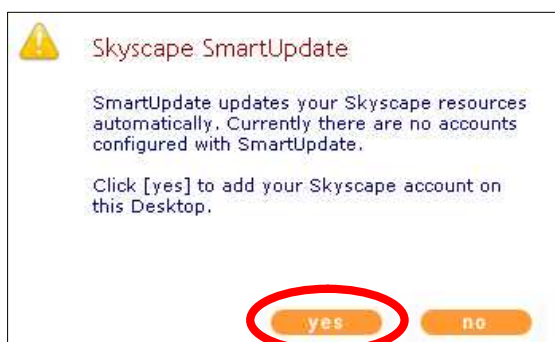 Skyscape SmartUpdate
SmartUpdate updates your Skyscape resources
automatically. Currently there are no accounts
configured with SmartUpdate.
Click [yes] to add your Skyscape account on
this Desktop.
yes no